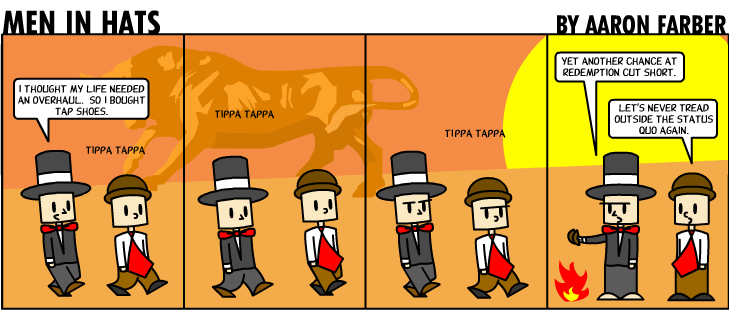 MEN IN HATS
BY AARON FARBER
I THOUGHT MY LIFE NEEDED
AN OVERHAUL. SO I BOUGHT
TAP SHOES.
TIPPA TAPPA
TIPPA TAPPA
TIPPA TAPPA
YET ANOTHER CHANCE AT
REDEMPTION CUT SHORT.
LET'S NEVER TREAD
OUTSIDE THE STATUS
QUO AGAIN.